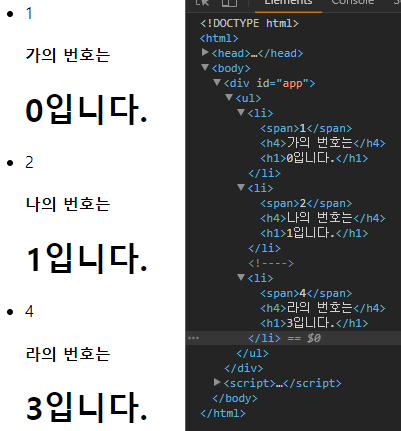 1
가의 번호는
0입니다.
2
나의 번호는
1입니다.
4
라의 번호는
3입니다.
Elements
<!DOCTYPE html>
<html>
<head>…</head>
<body>
<div id="app">
<ul>
<li>
<span>1</span>
<h4>가의 번호는</h4>
<h1>0입니다.</h1>
</li>
<li>
<span>2</span>
<h4>나의 번호는</h4>
<h1>1입니다.</h1>
</li>
<!---->
<li>
<span>4</span>
<h4>라의 번호는</h4>
<h1>3입니다.</h1>
</li> == $0
</ul>
</div>
<script>…</script>
</body>
</html>